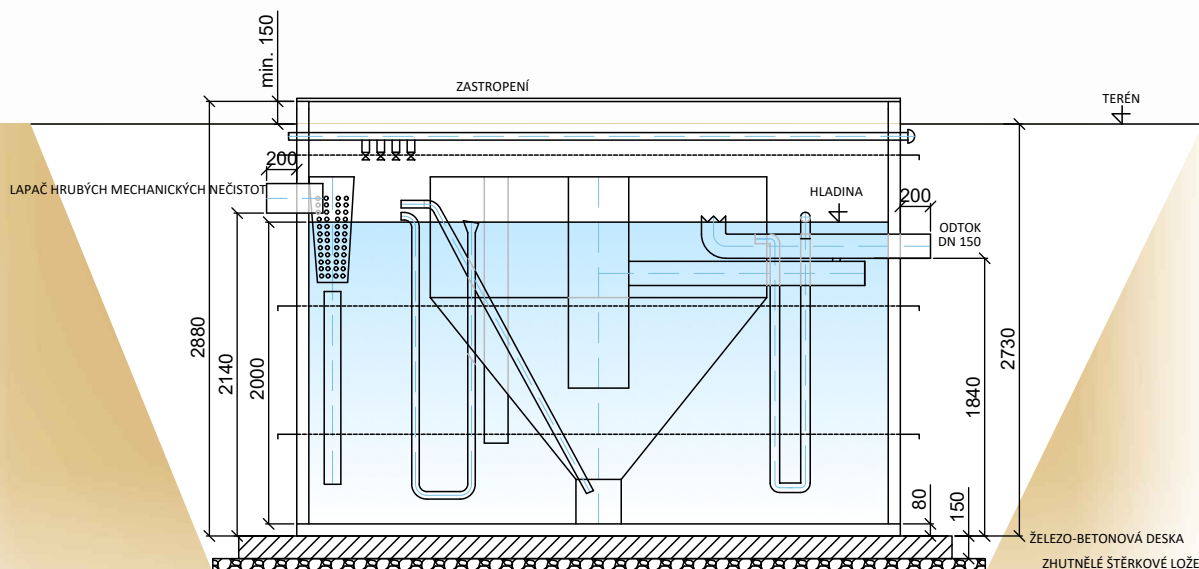 min. 150
ZASTROPENÍ
TERÉN
200
LAPAČ HRUBÝCH MECHANICKÝCH NEČISTOT
HLADINA
200
ODTOK
DN 150
2880
2140
2000
2730
1840
80
150
ŽELEZO-BETONOVÁ DESKA
ZHUTNĚLÉ ŠTĚRKOVÉ LOŽE